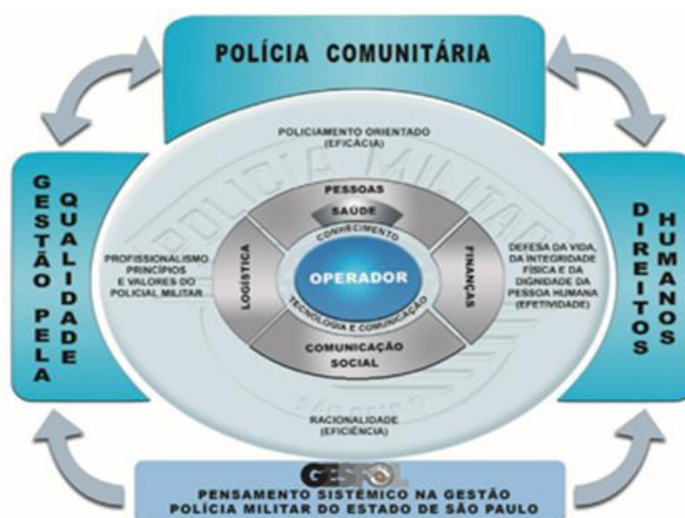 POLÍCIA COMUNITÁRIA
POLICIAMENTO ORIENTADO
(EFICÁCIA)
POLICIA MILITAR
GESTÃO PELA
QUALIDADE
PROFISSIONALISMO
PRINCÍPIOS
E VALORES DO
POLICIAL MILITAR
PESSOAS
SAÚDE
CONHECIMENTO
LOGÍSTICA
OPERADOR
FINANÇAS
TECNOLOGIA E COMUNICAÇÃO
COMUNICAÇÃO
SOCIAL
DEFESA DA VIDA,
DA INTEGRIDADE
FÍSICA E DA
DIGNIDADE DA
PESSOA HUMANA
(EFETIVIDADE)
DIREITOS
HUMANOS
RACIONALIDADE
(EFICIÊNCIA)
GESPOL
PENSAMENTO SISTÊMICO NA GESTÃO
POLÍCIA MILITAR DO ESTADO DE SÃO PAULO